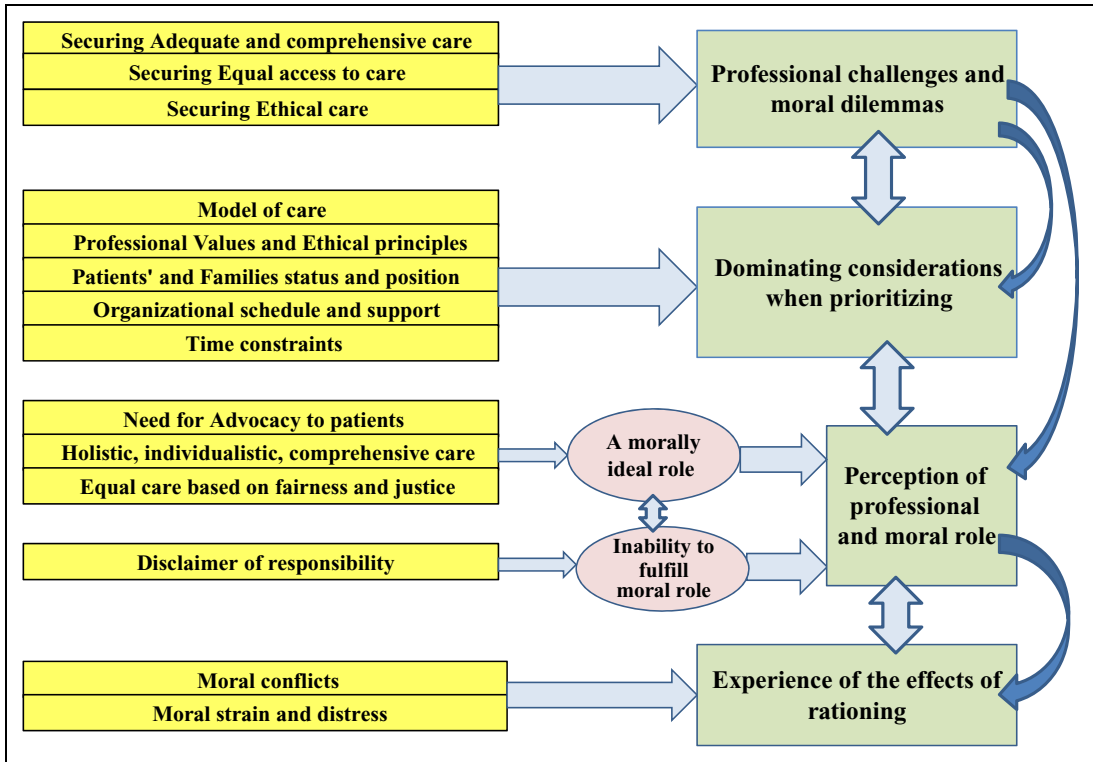 Securing Adequate and comprehensive care
Securing Equal access to care
Securing Ethical care
Professional challenges and
moral dilemmas
Model of care
Professional Values and Ethical principles
Patients' and Families status and position
Organizational schedule and support
Time constraints
Dominating considerations
when prioritizing
Need for Advocacy to patients
Holistic, individualistic, comprehensive care
Equal care based on fairness and justice
A morally
ideal role
Disclaimer of responsibility
Inability to
fulfill
moral role
Perception of
professional
and moral role
Moral conflicts
Moral strain and distress
Experience of the effects of
rationing